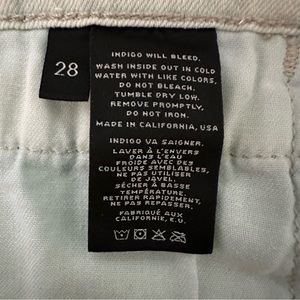 28
INDIGO WILL BLEED.
WASH INSIDE OUT IN COLD
WATER WITH LIKE COLORS.
DO NOT BLEACH.
TUMBLE DRY LOW.
REMOVE PROMPTLY.
DO NOT IRON.
MADE IN CALIFORNIA, USA
INDIGO VA SAIGNER.
LAVER À L'ENVERS
DANS L'EAU
FROIDE AVEC DES
COULEURS SEMBLABLES,
NE PAS UTILISER
DE JAVEL.
SÉCHER À BASSE
TEMPÉRATURE.
RETIRER RAPIDEMENT,
NE PAS REPASSER.
FABRIQUÉ AUX
CALIFORNIE, É.U.